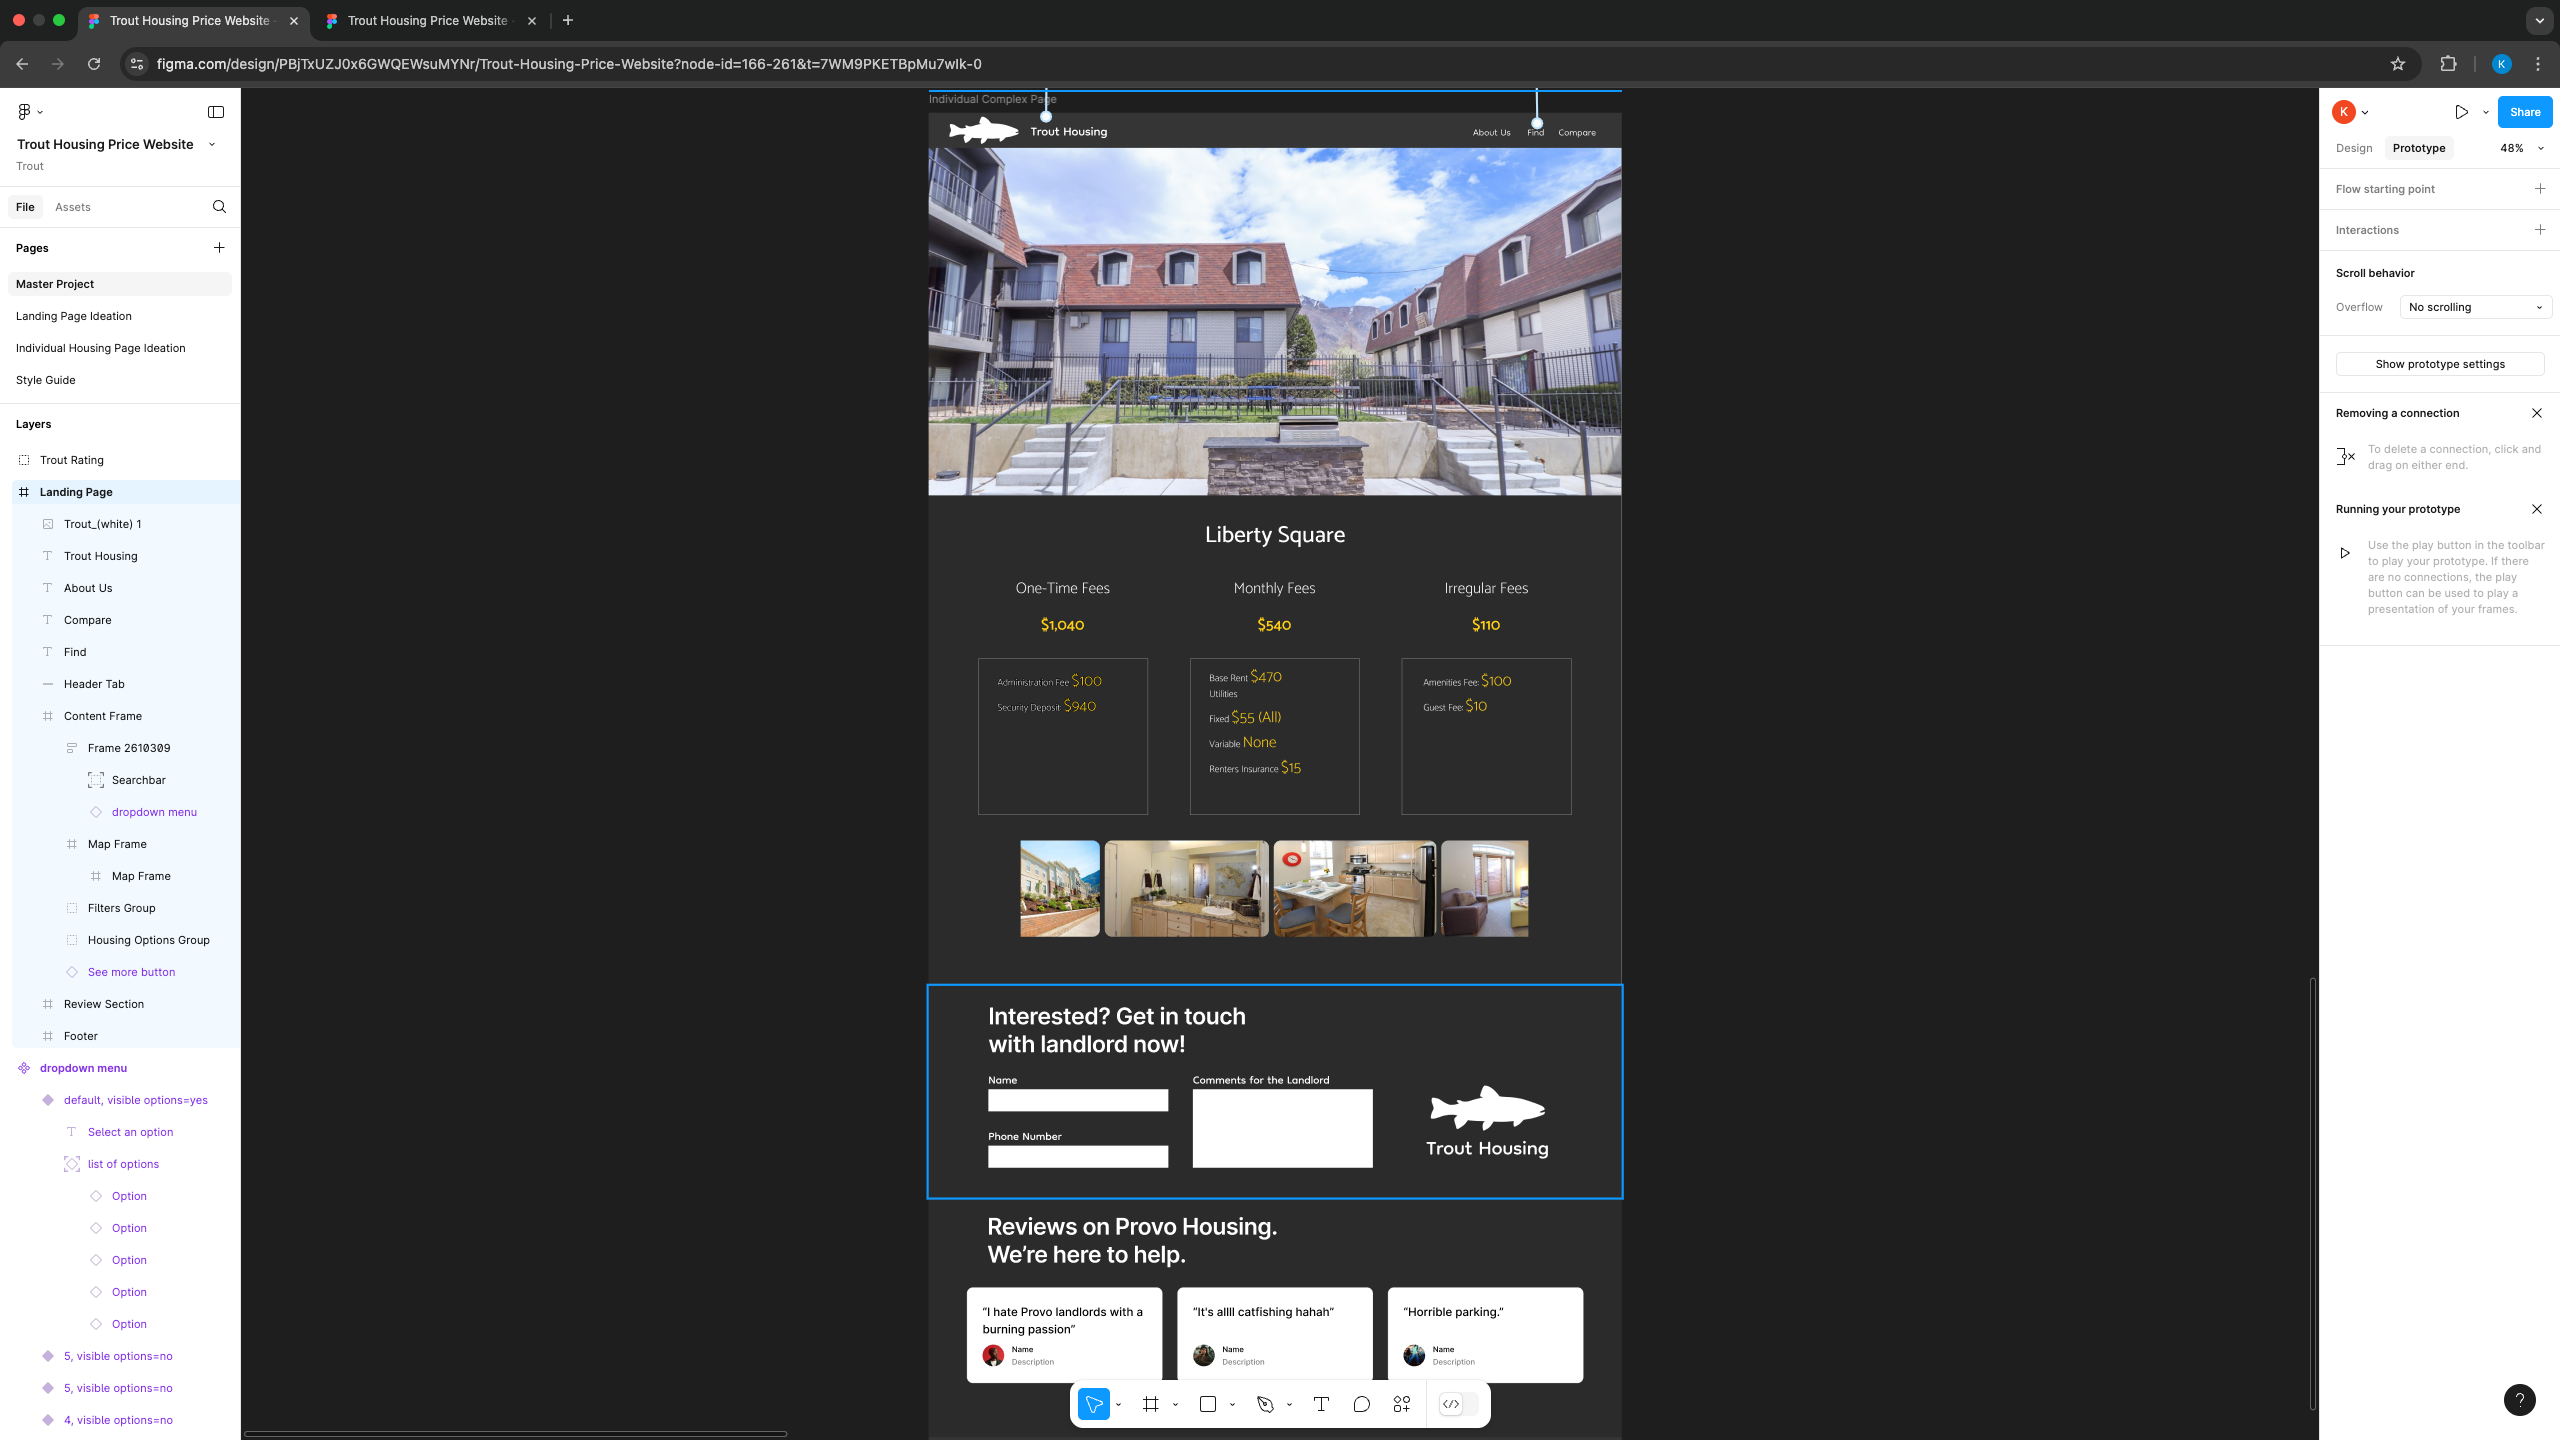 Trout Housing Price Website
Trout Housing Price Website
figma.com/design/PBjTxUZJ0x6GWQEWsuMYNr/Trout-Housing-Price-Website?node-id=166-261&t=7WM9PKETBpMu7wIk-0
K
Trout Housing Price Website
Trout
File
Assets
Pages
Master Project
Landing Page Ideation
Individual Housing Page Ideation
Style Guide
Layers
Trout Rating
Landing Page
Trout_(white) 1
Trout Housing
About Us
Compare
Find
Header Tab
Content Frame
Frame 2610309
Searchbar
dropdown menu
Map Frame
Map Frame
Filters Group
Housing Options Group
See more button
Review Section
Footer
dropdown menu
default, visible options=yes
Select an option
list of options
Option
Option
Option
Option
Option
5, visible options=no
5, visible options=no
4, visible options=no
Individual Complex Page
Trout Housing
About Us
Find
Compare
Liberty Square
One-Time Fees
$1,040
Administration Fee $100
Security Deposit: $940
Monthly Fees
$540
Base Rent $470
Utilities
Fixed $55 (All)
Variable None
Renters Insurance $15
Irregular Fees
$110
Amenities Fee: $100
Guest Fee: $10
Interested? Get in touch
with landlord now!
Name
Phone Number
Comments for the Landlord
Trout Housing
Reviews on Provo Housing.
We're here to help.
"I hate Provo landlords with a
burning passion"
Name
Description
"It's allll catfishing hahah"
Name
Description
"Horrible parking."
Name
Description
K
Share
Design
Prototype
48%
Flow starting point
Interactions
Scroll behavior
Overflow
No scrolling
Show prototype settings
Removing a connection
To delete a connection, click and
drag on either end.
Running your prototype
Use the play button in the toolbar
to play your prototype. If there
are no connections, the play
button can be used to play a
presentation of your frames.
?